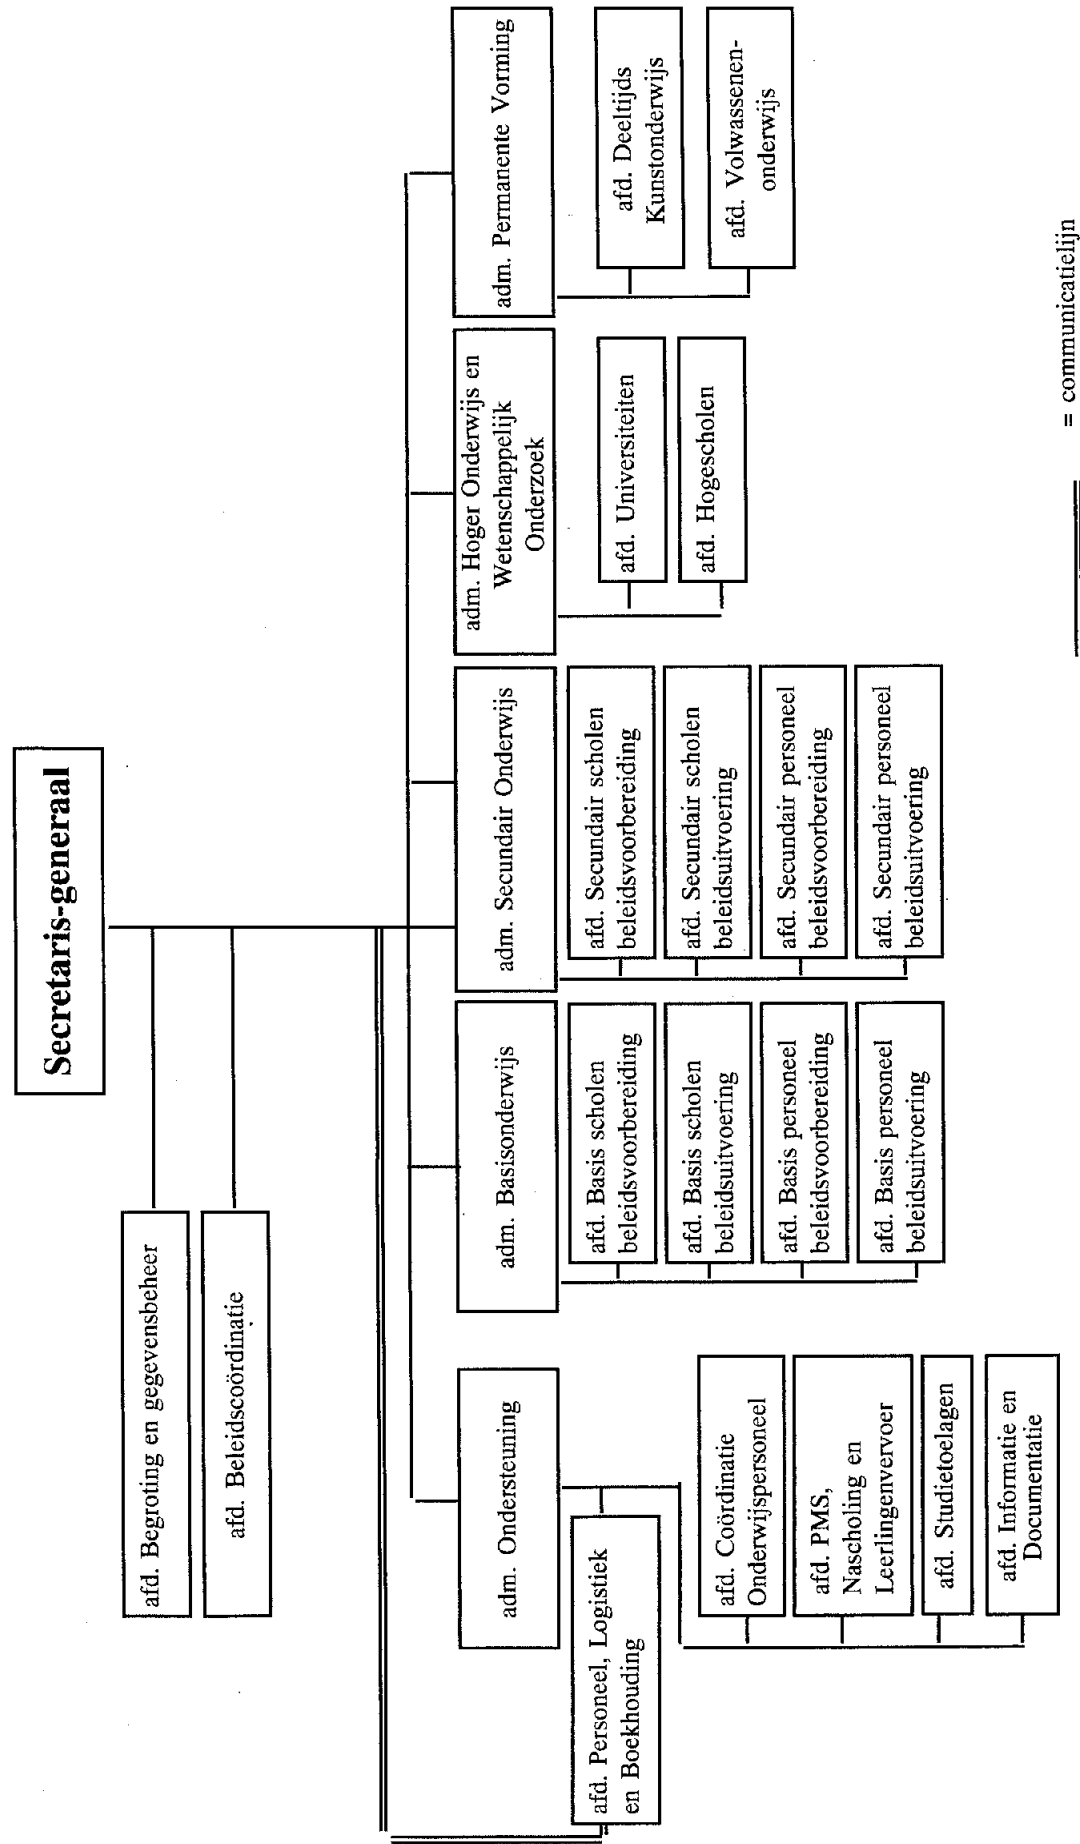 Secretaris-generaal
afd. Begroting en gegevensbeheer
afd. Beleidscoördinatie
adm. Ondersteuning
afd. Personeel, Logistiek
en Boekhouding
afd. Coördinatie
Onderwijspersoneel
afd. PMS,
Nascholing en
Leerlingenvervoer
afd. Studietoelagen
afd. Informatie en
Documentatie
adm. Basisonderwijs
afd. Basis scholen
beleidsvoorbereiding
afd. Basis scholen
beleidsuitvoering
afd. Basis personeel
beleidsvoorbereiding
afd. Basis personeel
beleidsuitvoering
adm. Secundair Onderwijs
afd. Secundair scholen
beleidsvoorbereiding
afd. Secundair scholen
beleidsuitvoering
afd. Secundair personeel
beleidsvoorbereiding
afd. Secundair personeel
beleidsuitvoering
adm. Hoger Onderwijs en
Wetenschappelijk
Onderzoek
afd. Universiteiten
afd. Hogescholen
adm. Permanente Vorming
afd. Deeltijds
Kunstonderwijs
afd. Volwassenen-
onderwijs
= communicatielijn